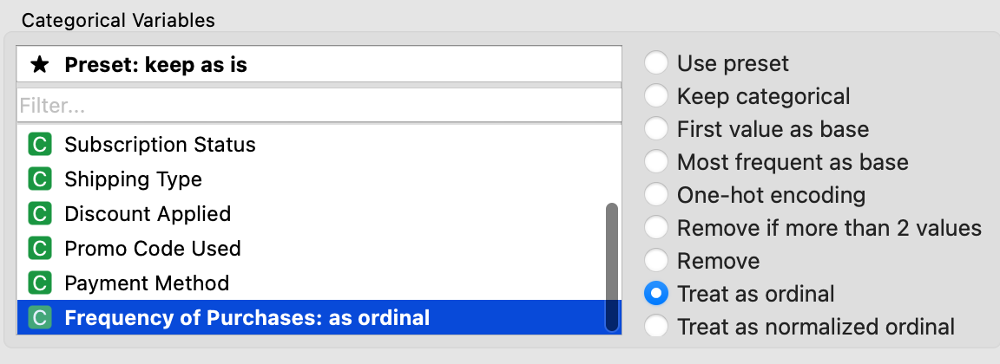 Categorical Variables
★ Preset: keep as is
Filter...
C Subscription Status
C Shipping Type
C Discount Applied
C Promo Code Used
C Payment Method
C Frequency of Purchases: as ordinal
Use preset
Keep categorical
First value as base
Most frequent as base
One-hot encoding
Remove if more than 2 values
Remove
Treat as ordinal
Treat as normalized ordinal